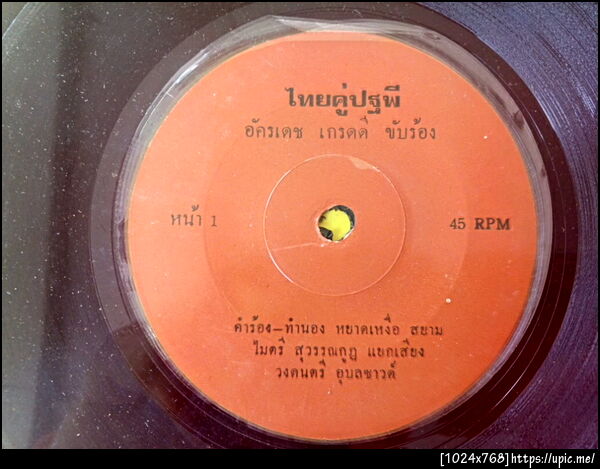 ไทยคู่ปฐพี
อัครเดช เกรดดี ขับร้อง
หน้า 1
45 RPM
คำร้อง-ทำนอง หยาดเหงื่อ สยาม
ไมตรี สุวรรณกูฏ แยกเสียง
วงดนตรี อุบลซาวด์
[1024x768]https://upic.me/